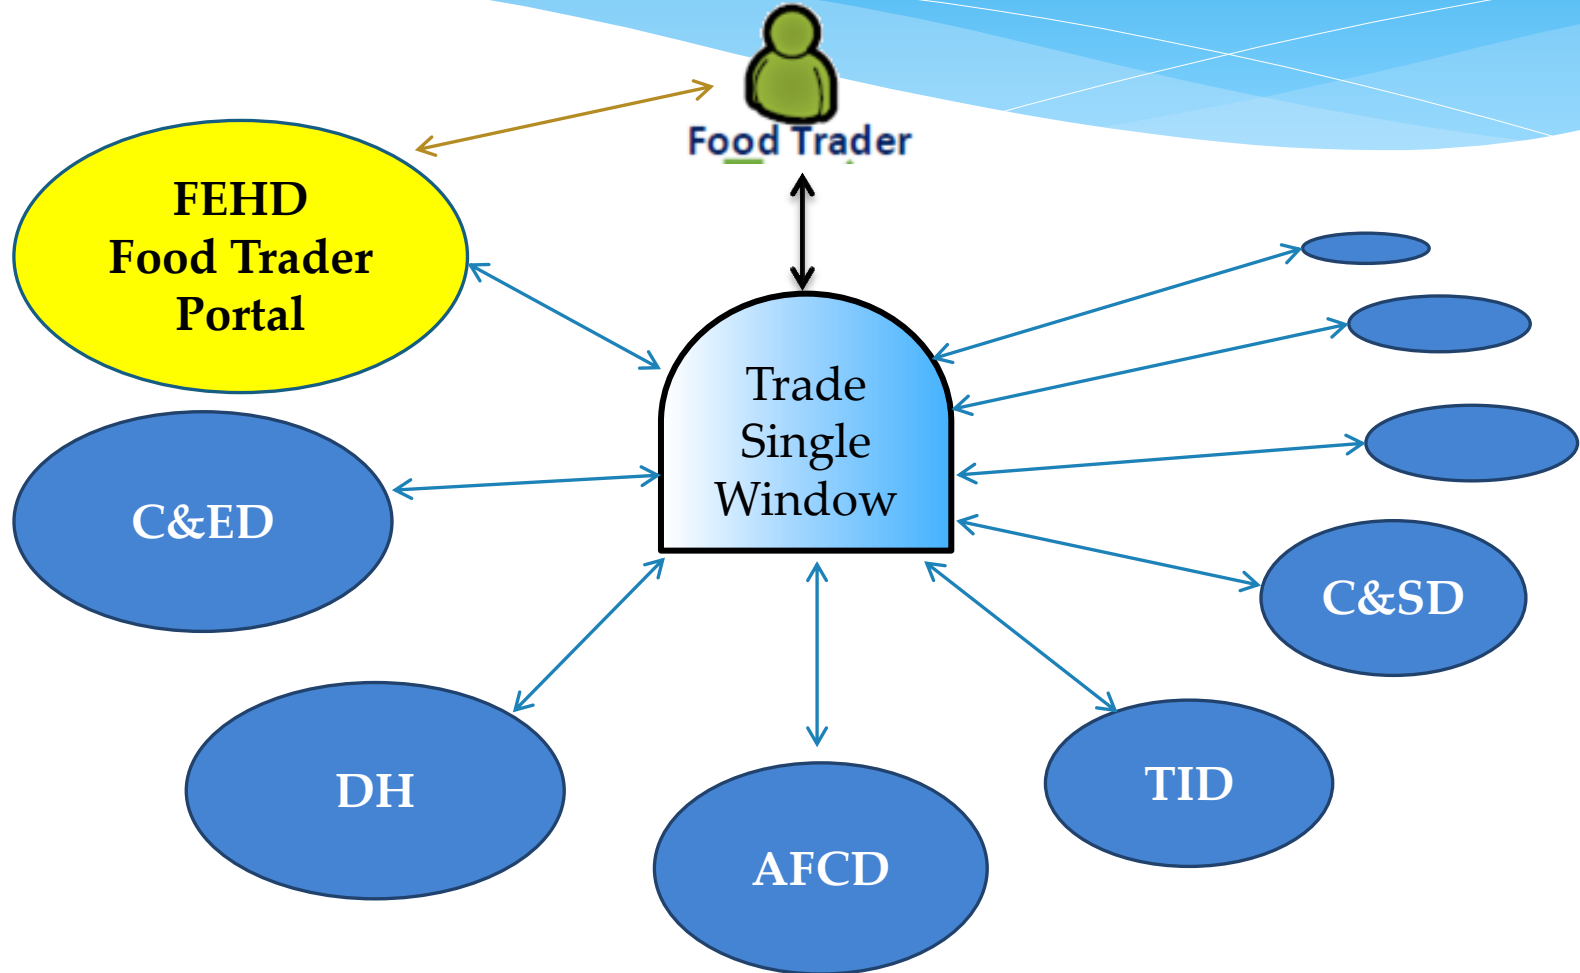 Food Trader
FEHD
Food Trader
Portal
Trade
Single
Window
C&ED
C&SD
DH
TID
AFCD